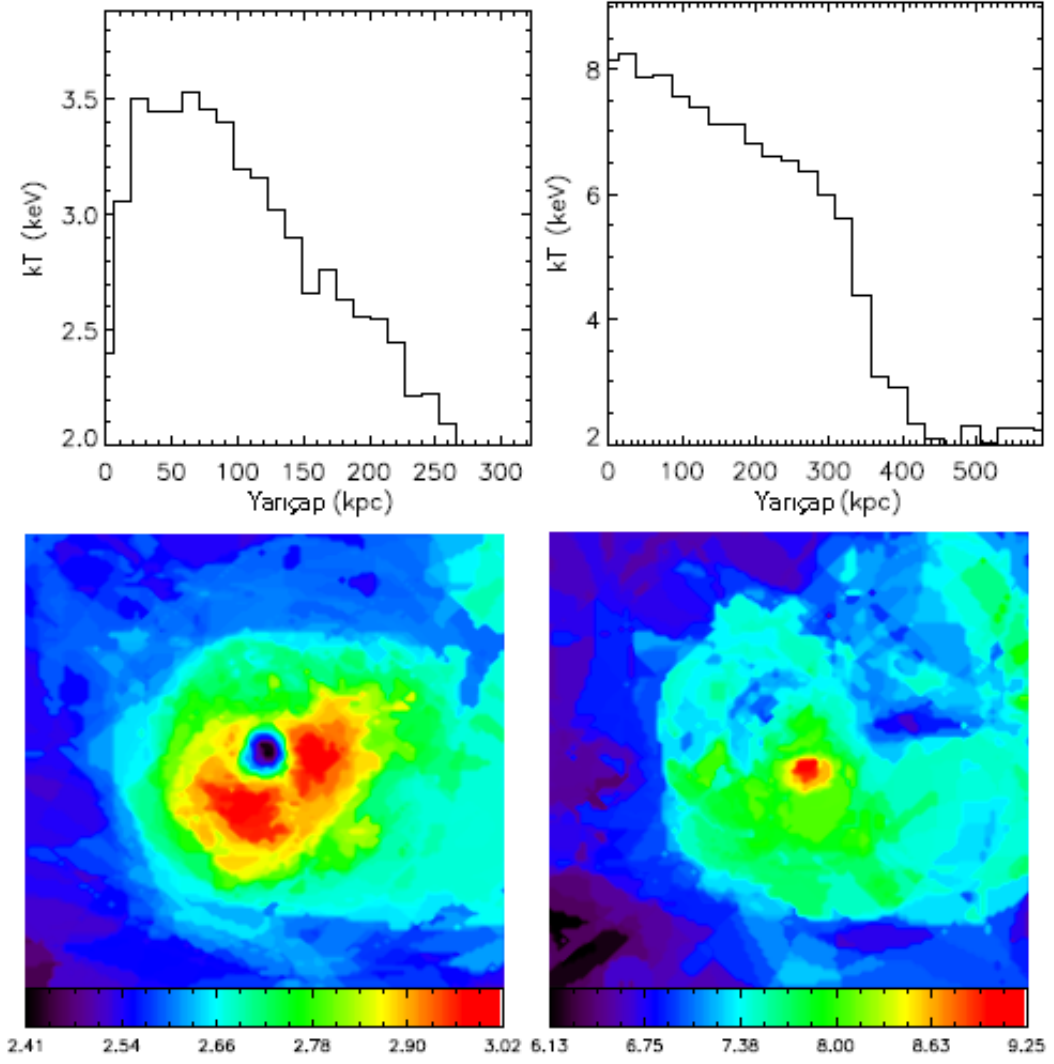 3.5
3.0
2.5
2.0
kT (keV)
0 50 100 150 200 250 300
Yarıçap (kpc)
8
6
4
2
kT (keV)
0 100 200 300 400 500
Yarıçap (kpc)
2.41 2.54 2.66 2.78 2.90 3.02
6.13 6.75 7.38 8.00 8.63 9.25